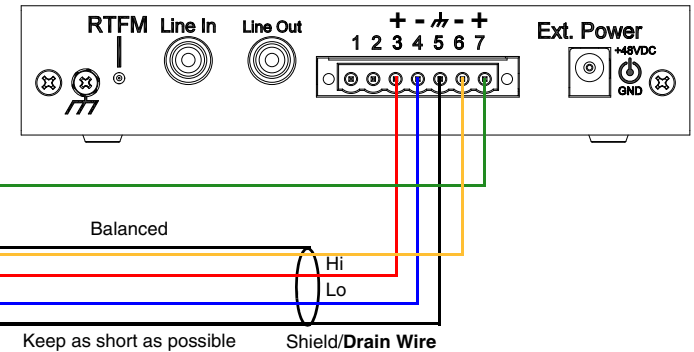 RTFM Line In Line Out + - - + Ext. Power
1 2 3 4 5 6 7
+48VDC
GND
Balanced
Hi
Lo
Keep as short as possible Shield/Drain Wire